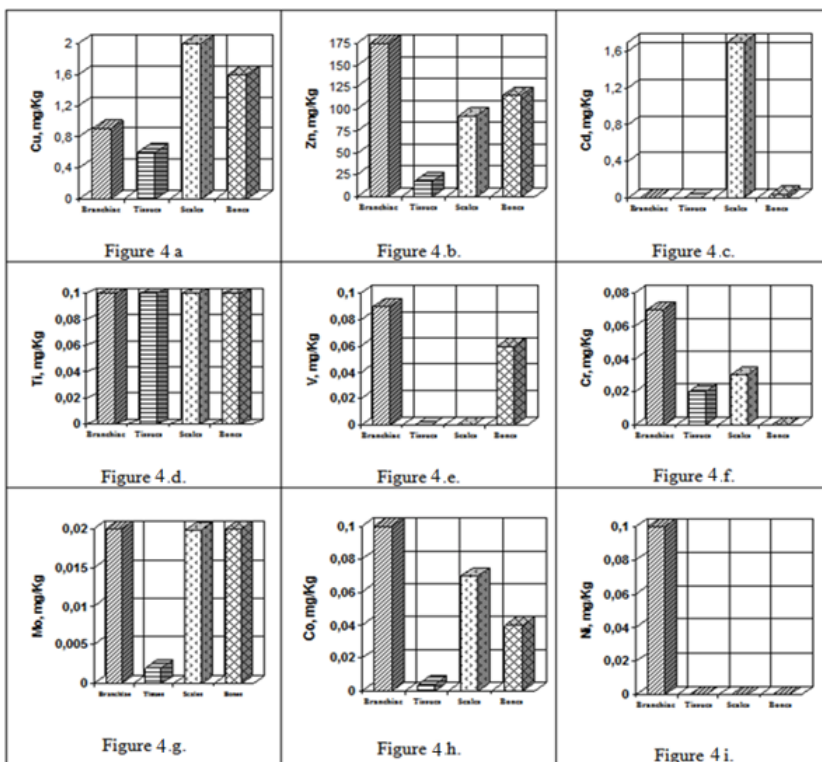 Cu, mg/Kg
2
1,6
1,2
0,8
0,4
0
Branchiae Tissues Scales Bones
Figure 4.a
Zn, mg/Kg
175
150
125
100
75
50
25
0
Branchiae Tissues Scales Bones
Figure 4.b.
Cd, mg/Kg
1,6
1,2
0,8
0,4
0
Branchiae Tissues Scales Bones
Figure 4.c.
Ti, mg/Kg
0,1
0,08
0,06
0,04
0,02
0
Branchiae Tissues Scales Bones
Figure 4.d.
V, mg/Kg
0,1
0,08
0,06
0,04
0,02
0
Branchiae Tissues Scales Bones
Figure 4.e.
Cr, mg/Kg
0,08
0,06
0,04
0,02
0
Branchiae Tissues Scales Bones
Figure 4.f.
Mo, mg/Kg
0,02
0,015
0,01
0,005
0
Branchiae Tissues Scales Bones
Figure 4.g.
Co, mg/Kg
0,1
0,08
0,06
0,04
0,02
0
Branchiae Tissues Scales Bones
Figure 4.h.
Ni, mg/Kg
0,1
0,08
0,06
0,04
0,02
0
Branchiae Tissues Scales Bones
Figure 4 i.